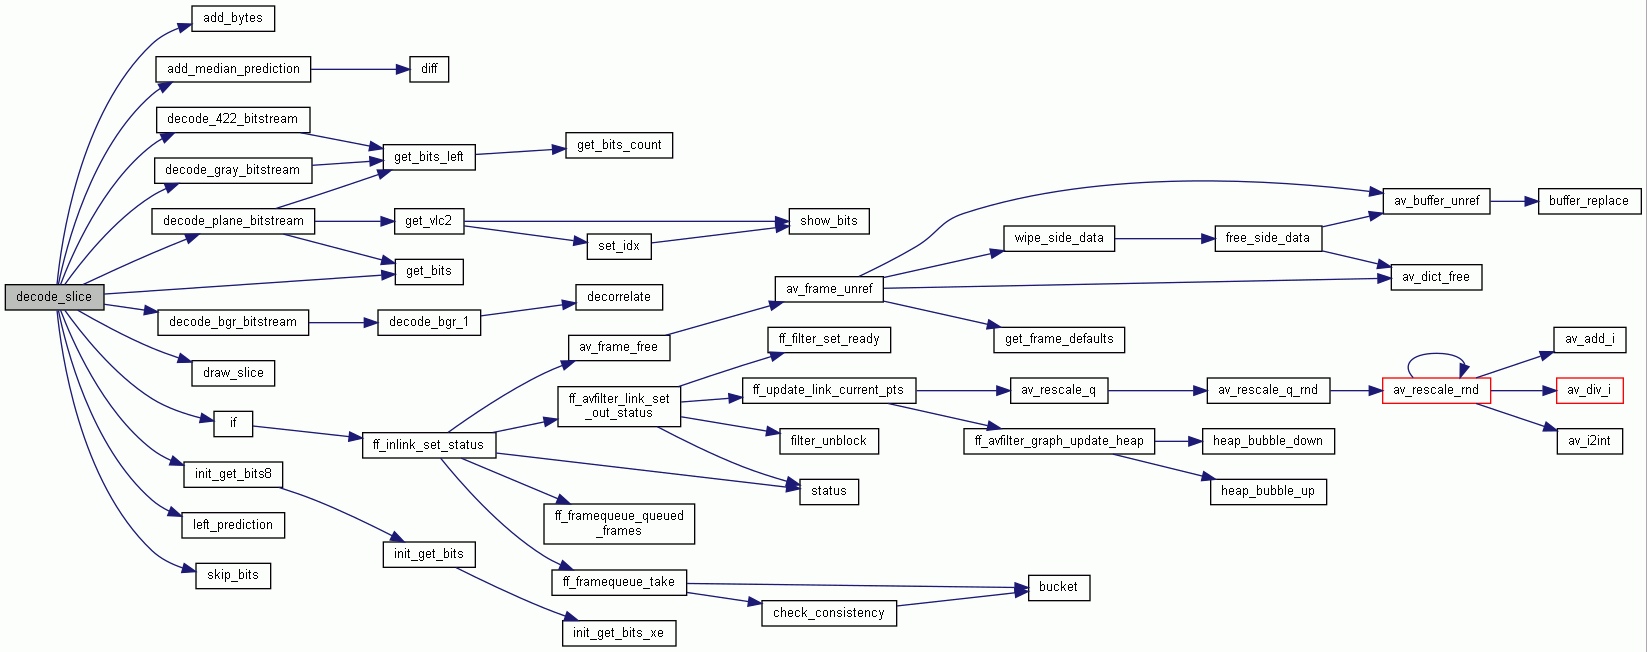 add_bytes
add_median_prediction
diff
decode_422_bitstream
get_bits_count
get_bits_left
decode_gray_bitstream
av_buffer_unref
buffer_replace
decode_plane_bitstream
get_vlc2
show_bits
wipe_side_data
free_side_data
set_idx
get_bits
av_dict_free
av_frame_unref
decode_slice
decorrelate
decode_bgr_bitstream
decode_bgr_1
ff_filter_set_ready
get_frame_defaults
av_add_i
av_frame_free
draw_slice
ff_avfilter_link_set
_out_status
ff_update_link_current_pts
av_rescale_q
av_rescale_q_rnd
av_rescale_rnd
av_div_i
if
ff_inlink_set_status
filter_unblock
ff_avfilter_graph_update_heap
heap_bubble_down
av_i2int
init_get_bits8
status
heap_bubble_up
left_prediction
ff_framequeue_queued
_frames
init_get_bits
skip_bits
ff_framequeue_take
bucket
check_consistency
init_get_bits_xe